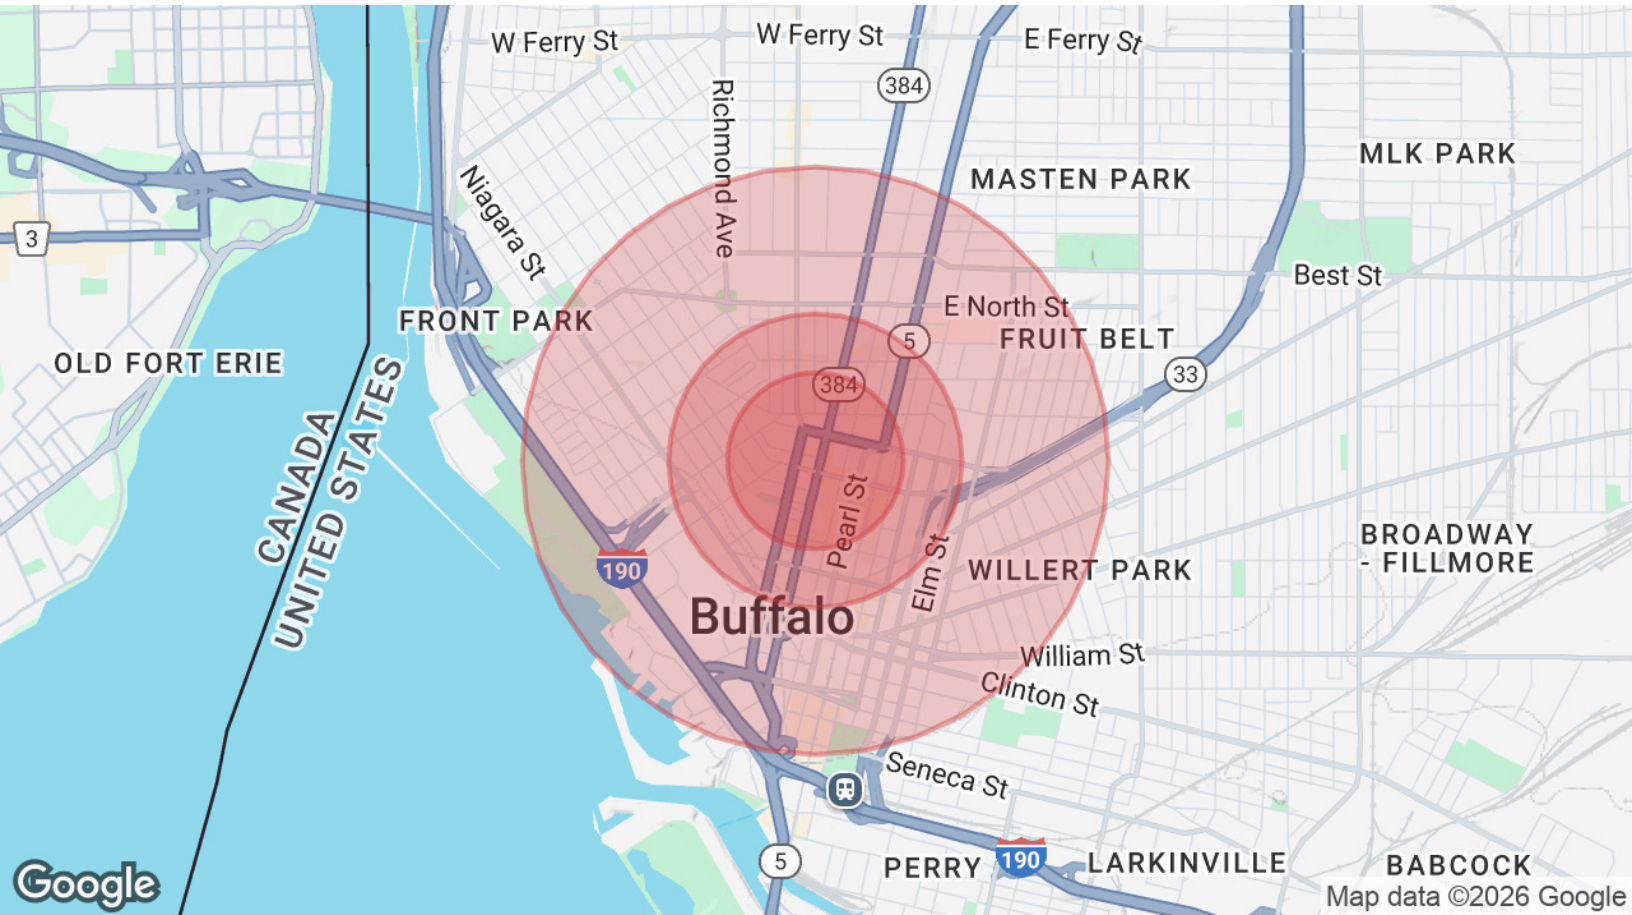 W Ferry St
W Ferry St
E Ferry St
384
Richmond Ave
MLK PARK
MASTEN PARK
Niagara St
3
Best St
E North St
FRONT PARK
5
FRUIT BELT
OLD FORT ERIE
33
384
CANADA
UNITED STATES
Pearl St
BROADWAY
- FILLMORE
Elm St
190
WILLERT PARK
Buffalo
William St
Clinton St
Seneca St
5
PERRY
190
LARKINVILLE
BABCOCK
Google
Map data ©2026 Google